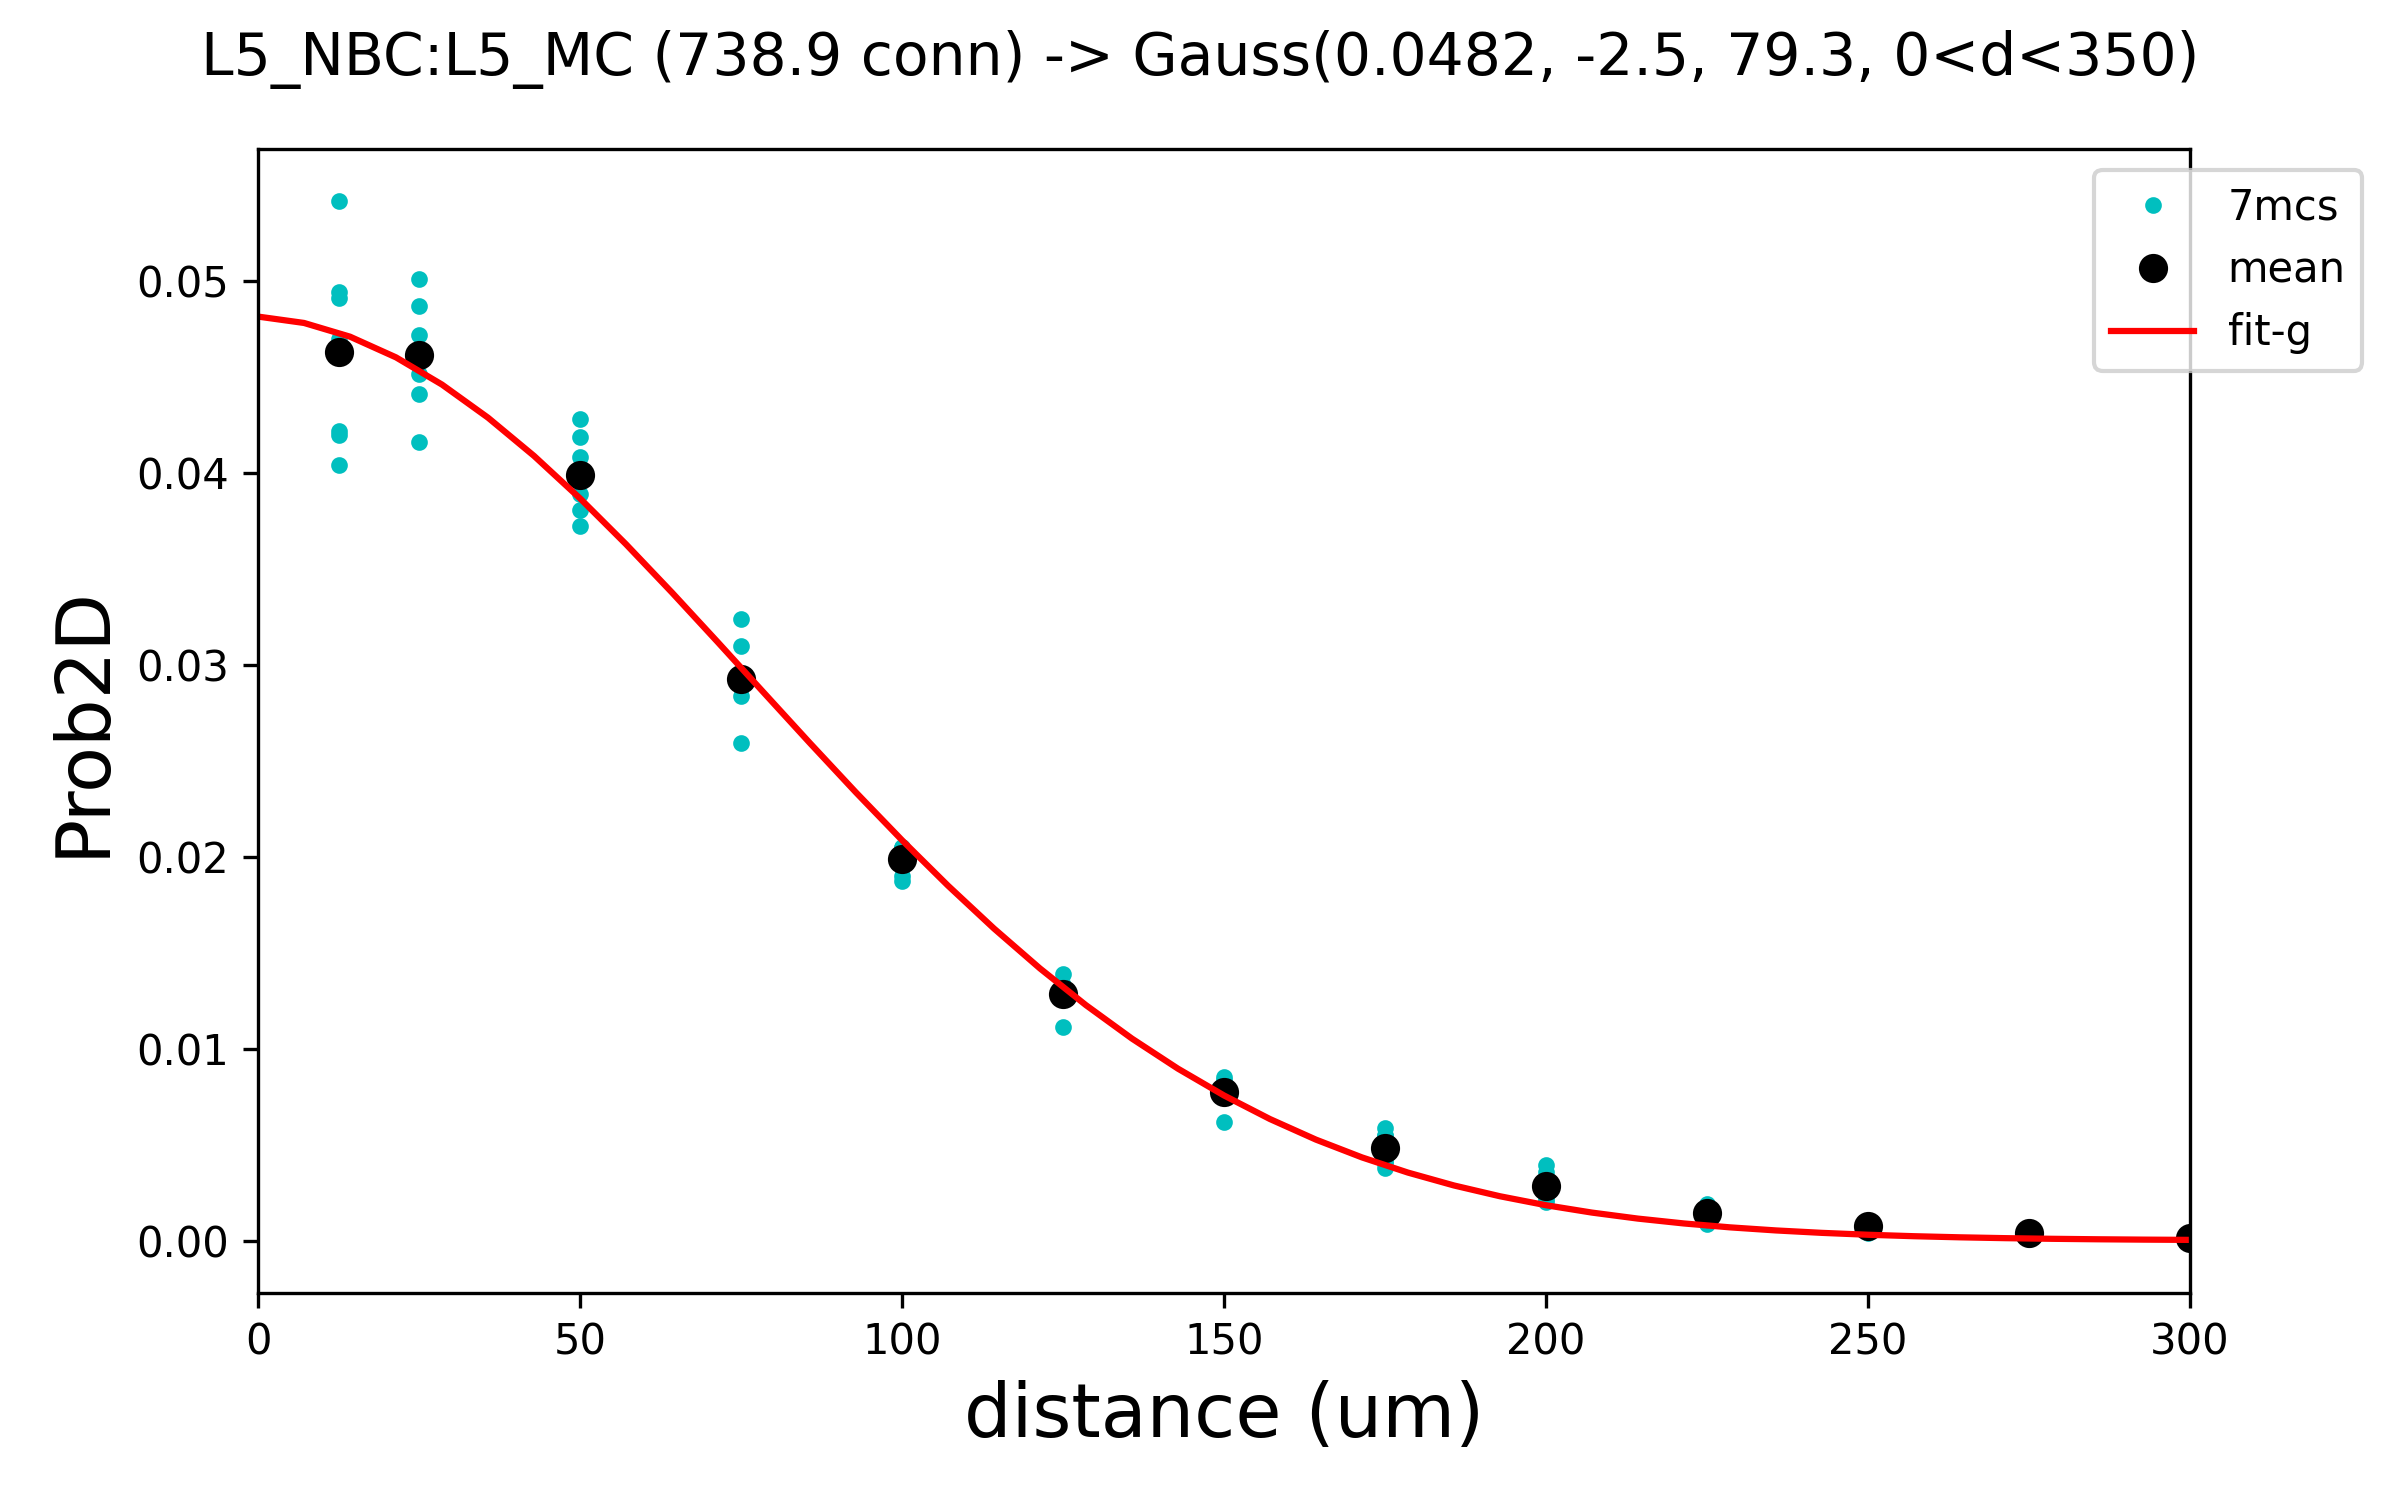 L5_NBC:L5_MC (738.9 conn) -> Gauss(0.0482, -2.5, 79.3, 0<d<350)
7mcs
mean
fit-g
Prob2D
0.05
0.04
0.03
0.02
0.01
0.00
0 50 100 150 200 250 300
distance (um)